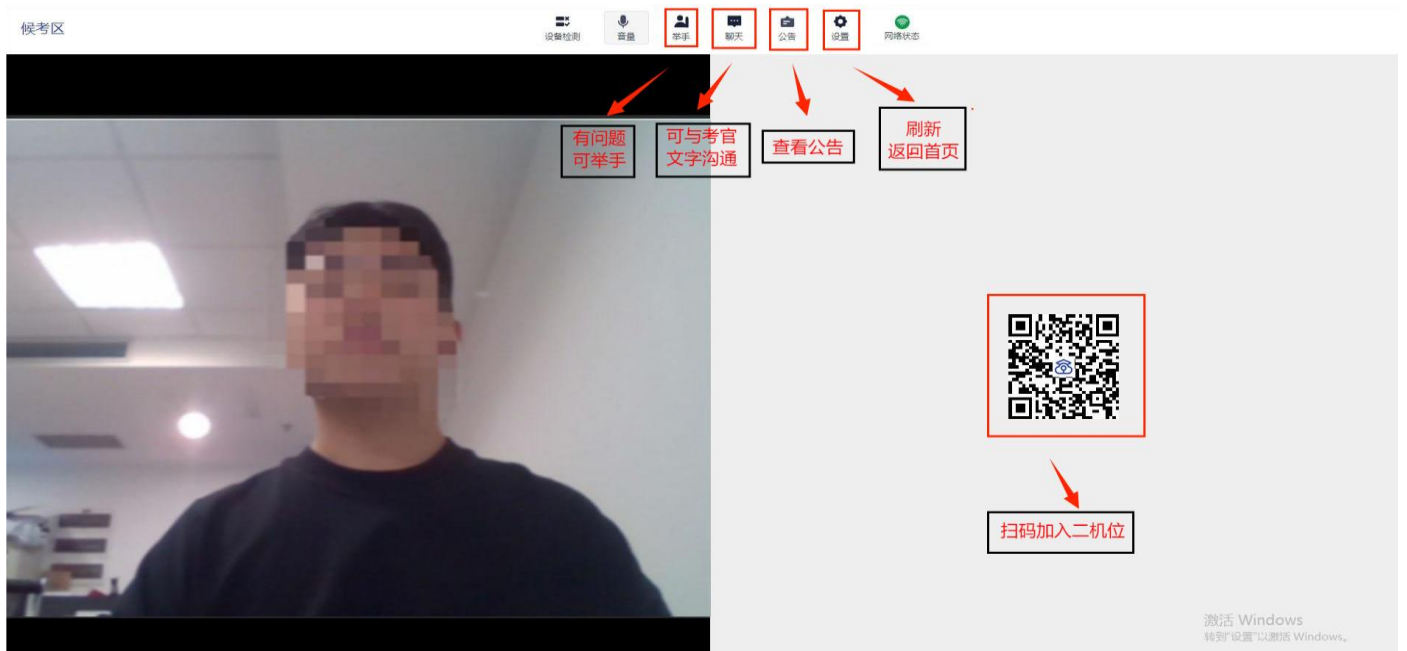 候考区
设备检测
音量
举手
聊天
公告
设置
网络状态
有问题
可举手
可与考官
文字沟通
查看公告
刷新
返回首页
扫码加入二机位
激活 Windows
转到"设置"以激活 Windows。